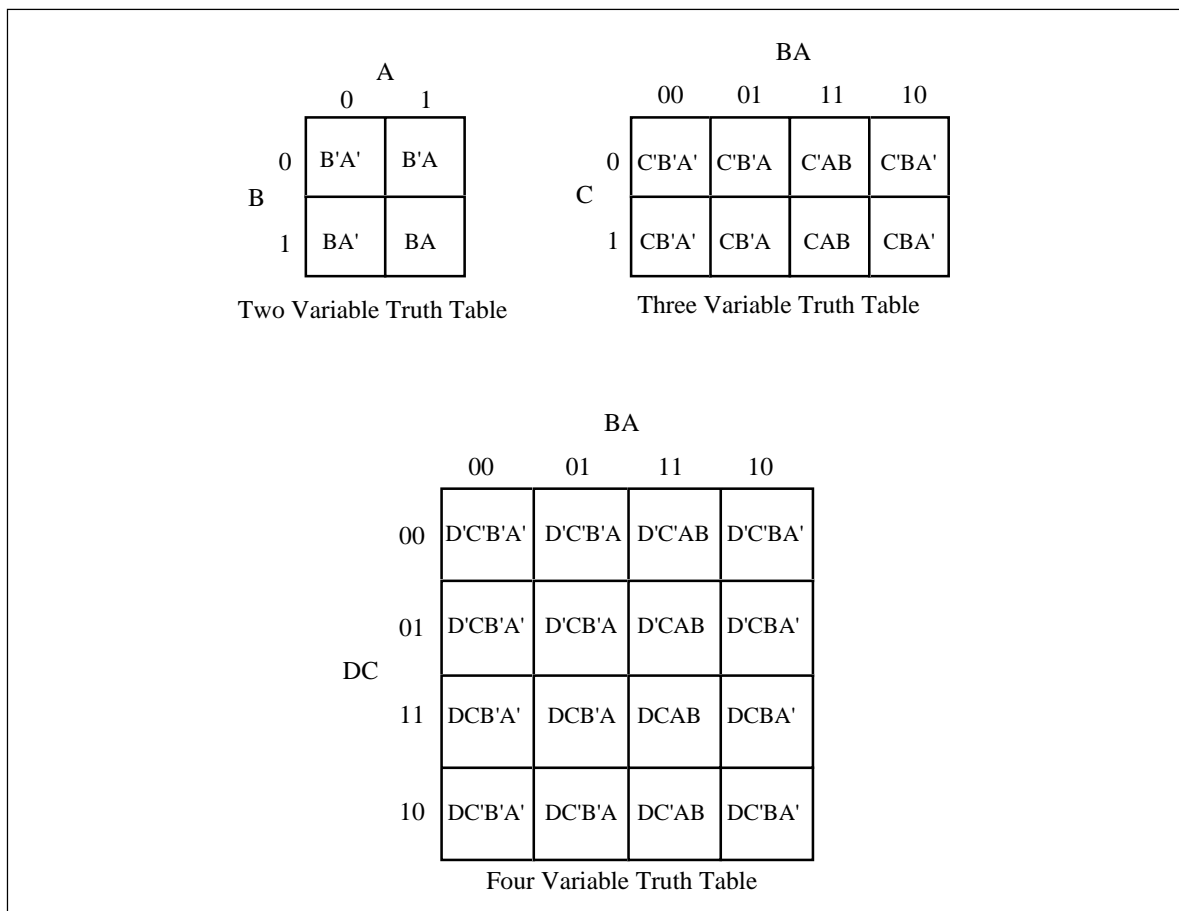 A
0 1
0 B'A' B'A
B
1 BA' BA
Two Variable Truth Table
BA
00 01 11 10
0 C'B'A' C'B'A C'AB C'BA'
C
1 CB'A' CB'A CAB CBA'
Three Variable Truth Table
BA
00 01 11 10
00 D'C'B'A' D'C'B'A D'C'AB D'C'BA'
01 D'CB'A' D'CB'A D'CAB D'CBA'
DC
11 DCB'A' DCB'A DCAB DCBA'
10 DC'B'A' DC'B'A DC'AB DC'BA'
Four Variable Truth Table